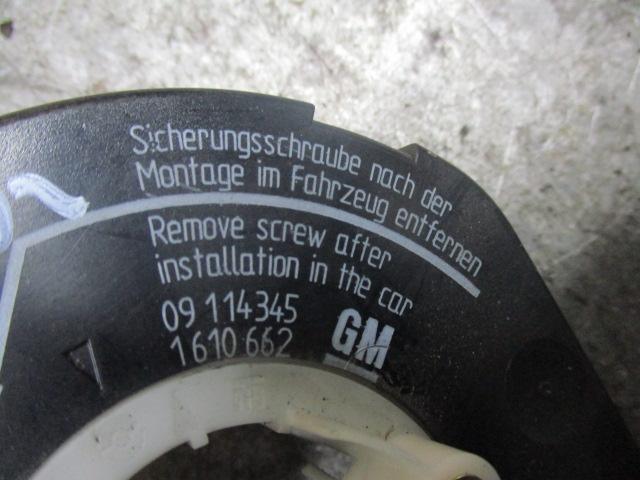 Sicherungsschraube nach der
Montage im Fahrzeug entfernen
Remove screw after
installation in the car
09 114345
1610 662
GM